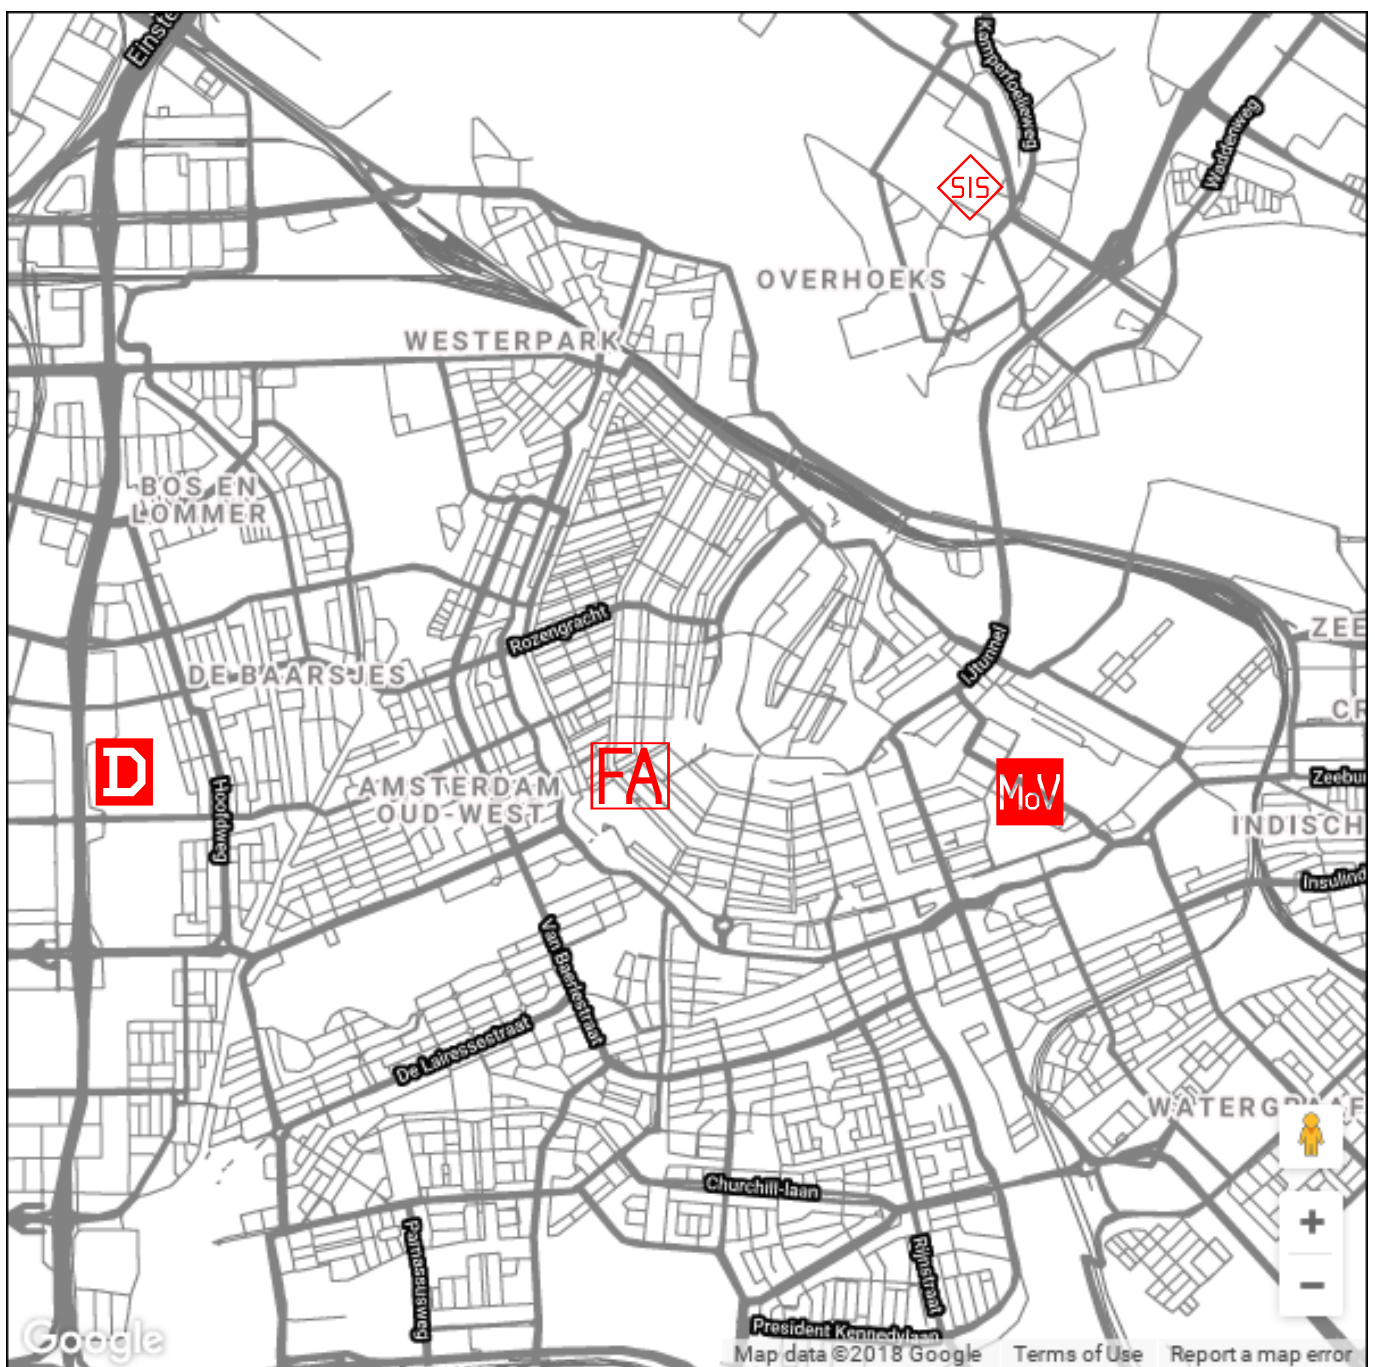 Einste
Kamperfoelieweg
Waddenweg
SIS
OVERHOEKS
WESTERPARK
BOS EN
LOMMER
Rozengracht
IJtunnel
ZEE
DE BAARSJES
CR
D
FA
MoV
Hoofdweg
AMSTERDAM
OUD-WEST
Zeebur
INDISCH
Insulind
Van Baerlestraat
De Lairessestraat
WATERGRAAF
Churchill-laan
Parnassusweg
Rijnstraat
+
−
President Kennedylaan
Google
Map data ©2018 Google
Terms of Use
Report a map error